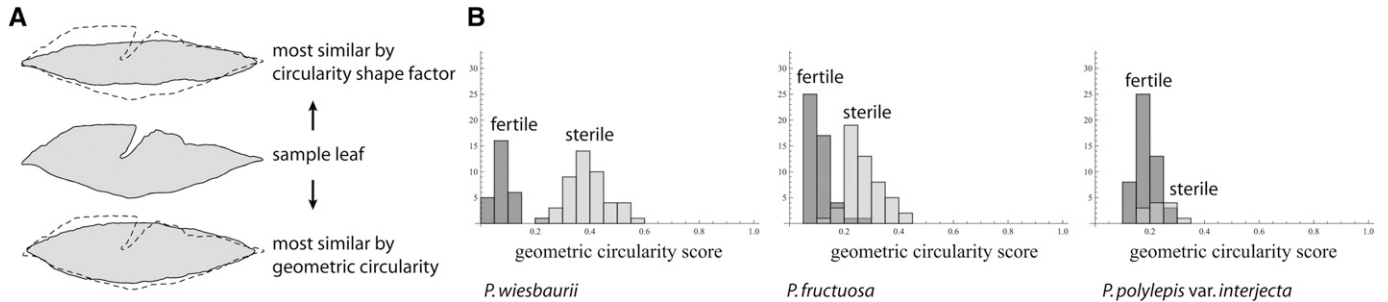 A
most similar by
circularity shape factor
sample leaf
most similar by
geometric circularity
B
30
25
20
15
10
5
fertile
sterile
0.2 0.4 0.6 0.8 1.0
geometric circularity score
P. wiesbaurii
30
25
20
15
10
5
fertile
sterile
0.2 0.4 0.6 0.8 1.0
geometric circularity score
P. fructuosa
30
25
20
15
10
5
fertile
sterile
0.2 0.4 0.6 0.8 1.0
geometric circularity score
P. polylepis var. interjecta